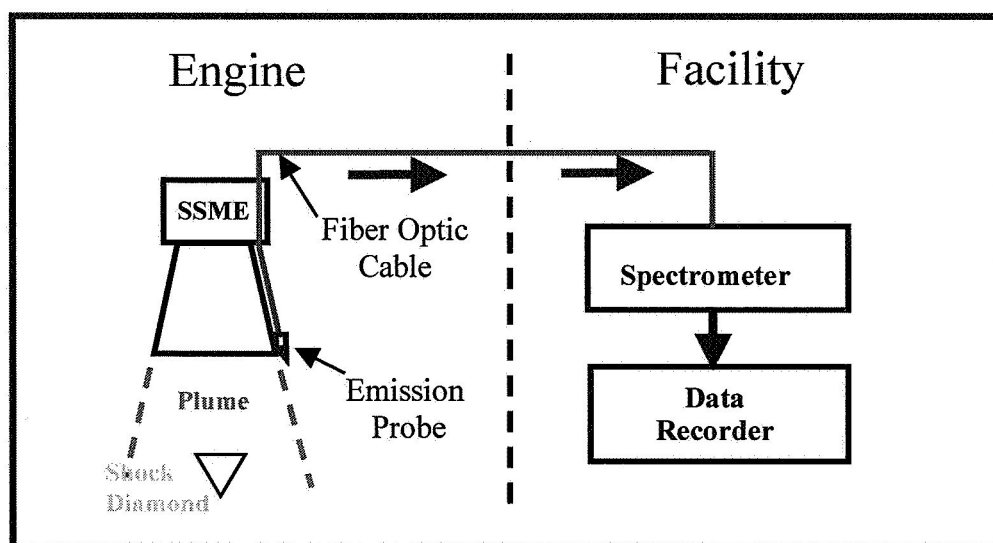 Engine
Facility
SSME
Fiber Optic
Cable
Spectrometer
Emission
Probe
Plume
Data
Recorder
Shock
Diamond